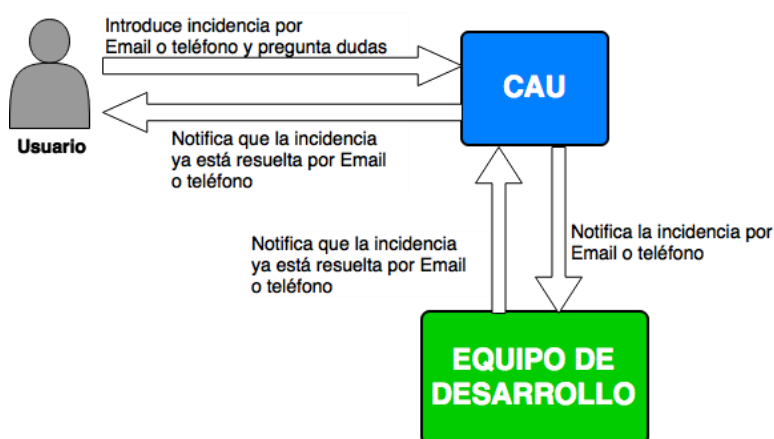 Introduce incidencia por
Email o teléfono y pregunta dudas
CAU
Usuario
Notifica que la incidencia
ya está resuelta por Email
o teléfono
Notifica la incidencia por
Email o teléfono
Notifica que la incidencia
ya está resuelta por Email
o teléfono
EQUIPO DE
DESARROLLO